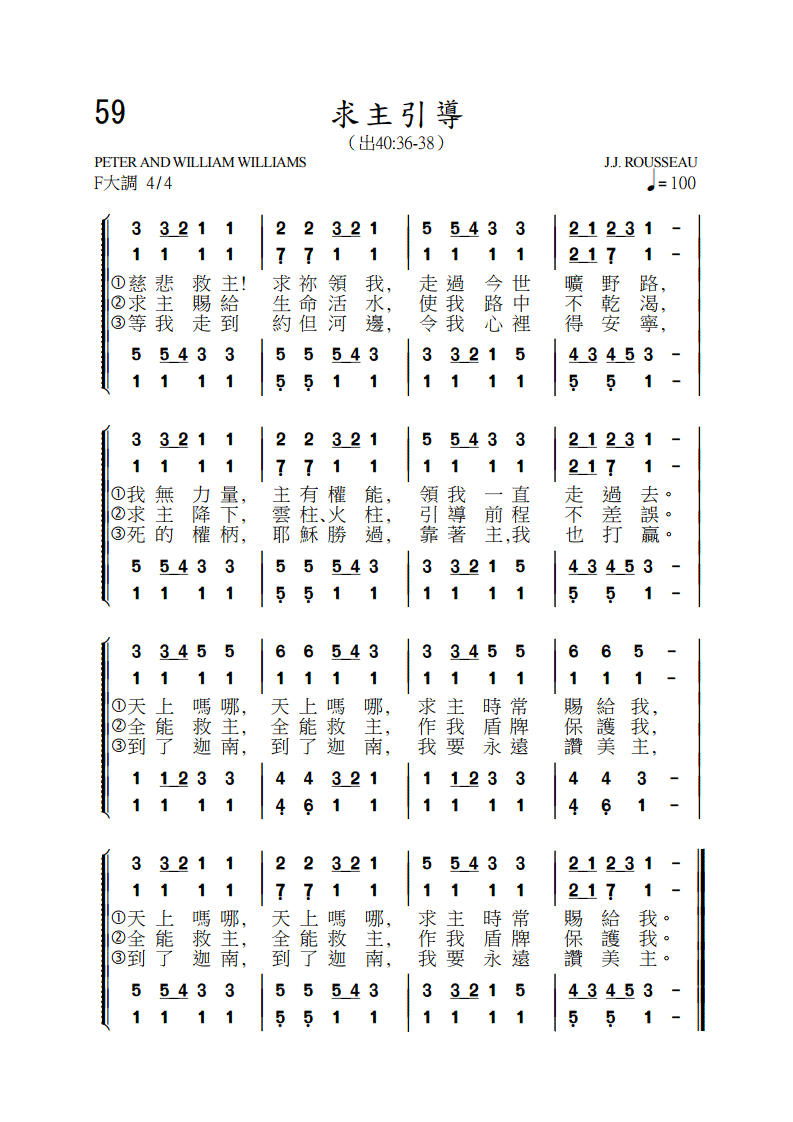 59
求主引導
（出40:36-38）
PETER AND WILLIAM WILLIAMS J.J. ROUSSEAU
F大調 4/4 ♩=100
3 3 2 1 1 | 2 2 3 2 1 | 5 5 4 3 3 | 2 1 2 3 1 - |
1 1 1 1 | 7̣ 7̣ 1 1 | 1 1 1 1 | 2 1 7̣ 1 - |
①慈悲救主! 求祢領我, 走過今世 曠野路,
②求主賜給 生命活水, 使我路中 不乾渴,
③等我走到 約但河邊, 令我心裡 得安寧,
5 5 4 3 3 | 5 5 5 4 3 | 3 3 2 1 5 | 4 3 4 5 3 - |
1 1 1 1 | 5̣ 5̣ 1 1 | 1 1 1 1 | 5̣ 5̣ 1 - |
3 3 2 1 1 | 2 2 3 2 1 | 5 5 4 3 3 | 2 1 2 3 1 - |
1 1 1 1 | 7̣ 7̣ 1 1 | 1 1 1 1 | 2 1 7̣ 1 - |
①我無力量, 主有權能, 領我一直 走過去。
②求主降下, 雲柱、火柱, 引導前程 不差誤。
③死的權柄, 耶穌勝過, 靠著主,我 也打贏。
5 5 4 3 3 | 5 5 5 4 3 | 3 3 2 1 5 | 4 3 4 5 3 - |
1 1 1 1 | 5̣ 5̣ 1 1 | 1 1 1 1 | 5̣ 5̣ 1 - |
3 3 4 5 5 | 6 6 5 4 3 | 3 3 4 5 5 | 6 6 5 - |
1 1 1 1 | 1 1 1 1 | 1 1 1 1 | 1 1 1 - |
①天上嗎哪, 天上嗎哪, 求主時常 賜給我,
②全能救主, 全能救主, 作我盾牌 保護我,
③到了迦南, 到了迦南, 我要永遠 讚美主,
1 1 2 3 3 | 4 4 3 2 1 | 1 1 2 3 3 | 4 4 3 - |
1 1 1 1 | 4̣ 6̣ 1 1 | 1 1 1 1 | 4̣ 6̣ 1 - |
3 3 2 1 1 | 2 2 3 2 1 | 5 5 4 3 3 | 2 1 2 3 1 - |
1 1 1 1 | 7̣ 7̣ 1 1 | 1 1 1 1 | 2 1 7̣ 1 - |
①天上嗎哪, 天上嗎哪, 求主時常 賜給我。
②全能救主, 全能救主, 作我盾牌 保護我。
③到了迦南, 到了迦南, 我要永遠 讚美主。
5 5 4 3 3 | 5 5 5 4 3 | 3 3 2 1 5 | 4 3 4 5 3 - |
1 1 1 1 | 5̣ 5̣ 1 1 | 1 1 1 1 | 5̣ 5̣ 1 - |